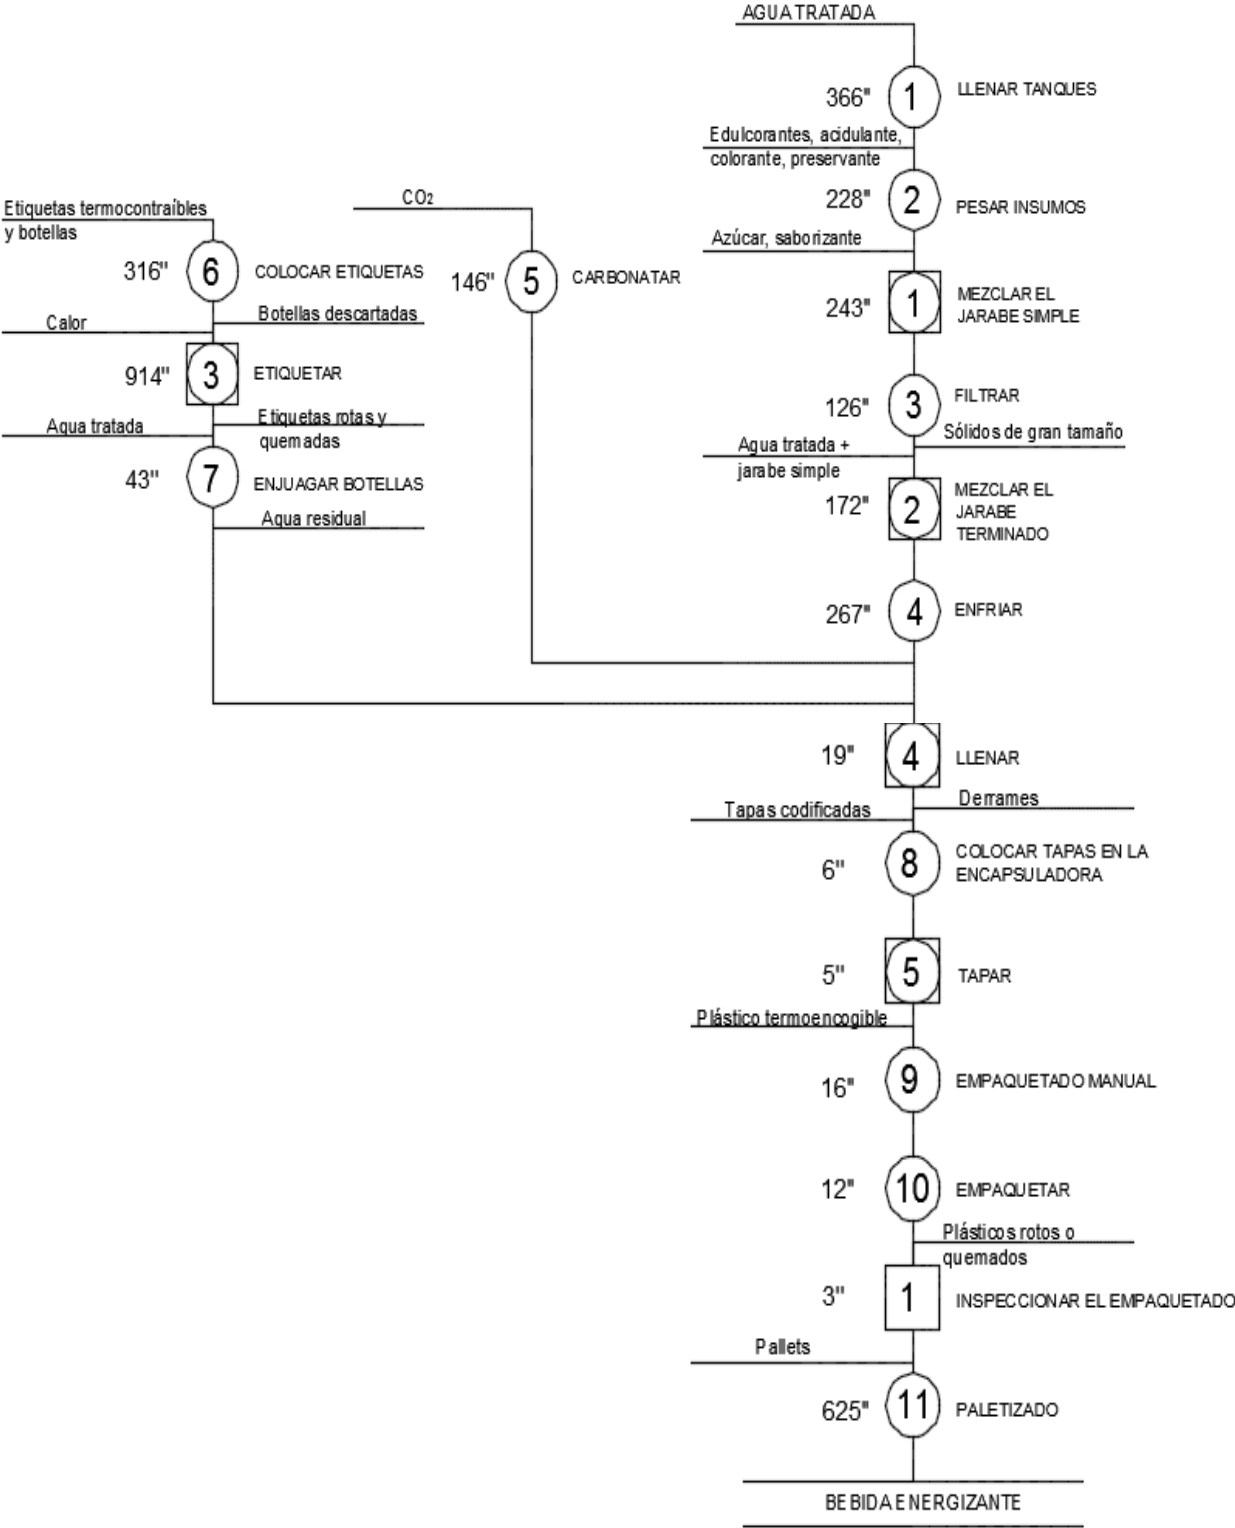 AGUA TRATADA
366"
1
LLENAR TANQUES
Edulcorantes, acidulante,
colorante, preservante
228"
2
PESAR INSUMOS
Azúcar, saborizante
243"
1
MEZCLAR EL
JARABE SIMPLE
126"
3
FILTRAR
Sólidos de gran tamaño
Agua tratada +
jarabe simple
172"
2
MEZCLAR EL
JARABE
TERMINADO
267"
4
ENFRIAR
CO₂
146"
5
CARBONATAR
Etiquetas termocontraíbles
y botellas
316"
6
COLOCAR ETIQUETAS
Botellas descartadas
Calor
914"
3
ETIQUETAR
Etiquetas rotas y
quemadas
Agua tratada
43"
7
ENJUAGAR BOTELLAS
Agua residual
19"
4
LLENAR
Derrames
Tapas codificadas
6"
8
COLOCAR TAPAS EN LA
ENCAPSULADORA
5"
5
TAPAR
Plástico termoencogible
16"
9
EMPAQUETADO MANUAL
12"
10
EMPAQUETAR
Plásticos rotos o
quemados
3"
1
INSPECCIONAR EL EMPAQUETADO
Pallets
625"
11
PALETIZADO
BEBIDA ENERGIZANTE